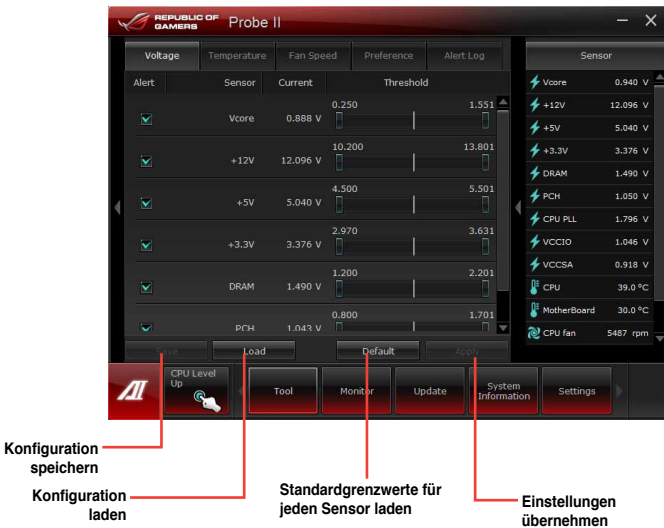 REPUBLIC OF
GAMERS
Probe II
Voltage Temperature Fan Speed Preference Alert Log
Sensor
Alert Sensor Current Threshold
Vcore 0.888 V 0.250 1.551
+12V 12.096 V 10.200 13.801
+5V 5.040 V 4.500 5.501
+3.3V 3.376 V 2.970 3.631
DRAM 1.490 V 1.200 2.201
PCH 1.043 V 0.800 1.701
Save Load Default Apply
Vcore 0.940 V
+12V 12.096 V
+5V 5.040 V
+3.3V 3.376 V
DRAM 1.490 V
PCH 1.050 V
CPU PLL 1.796 V
VCCIO 1.046 V
VCCSA 0.918 V
CPU 39.0 °C
MotherBoard 30.0 °C
CPU fan 5487 rpm
CPU Level
Up
Tool
Monitor
Update
System
Information
Settings
Konfiguration
speichern
Konfiguration
laden
Standardgrenzwerte für
jeden Sensor laden
Einstellungen
übernehmen